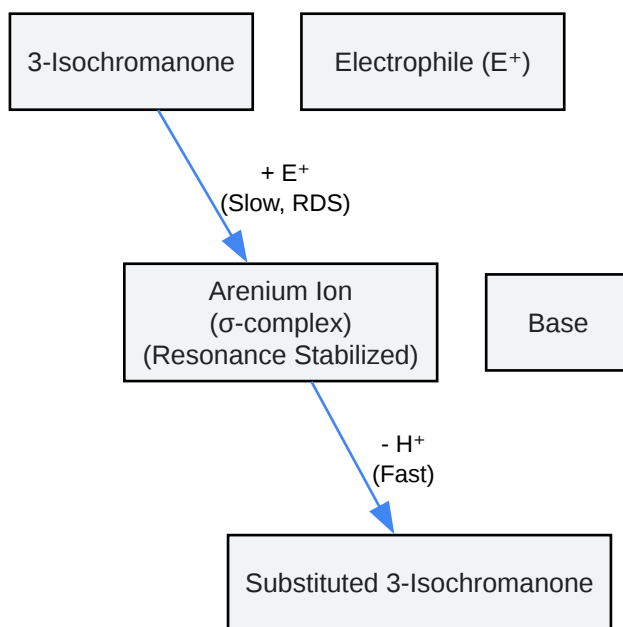 3-Isochromanone
Electrophile (E⁺)
+ E⁺
(Slow, RDS)
Arenium Ion
(σ-complex)
(Resonance Stabilized)
Base
- H⁺
(Fast)
Substituted 3-Isochromanone